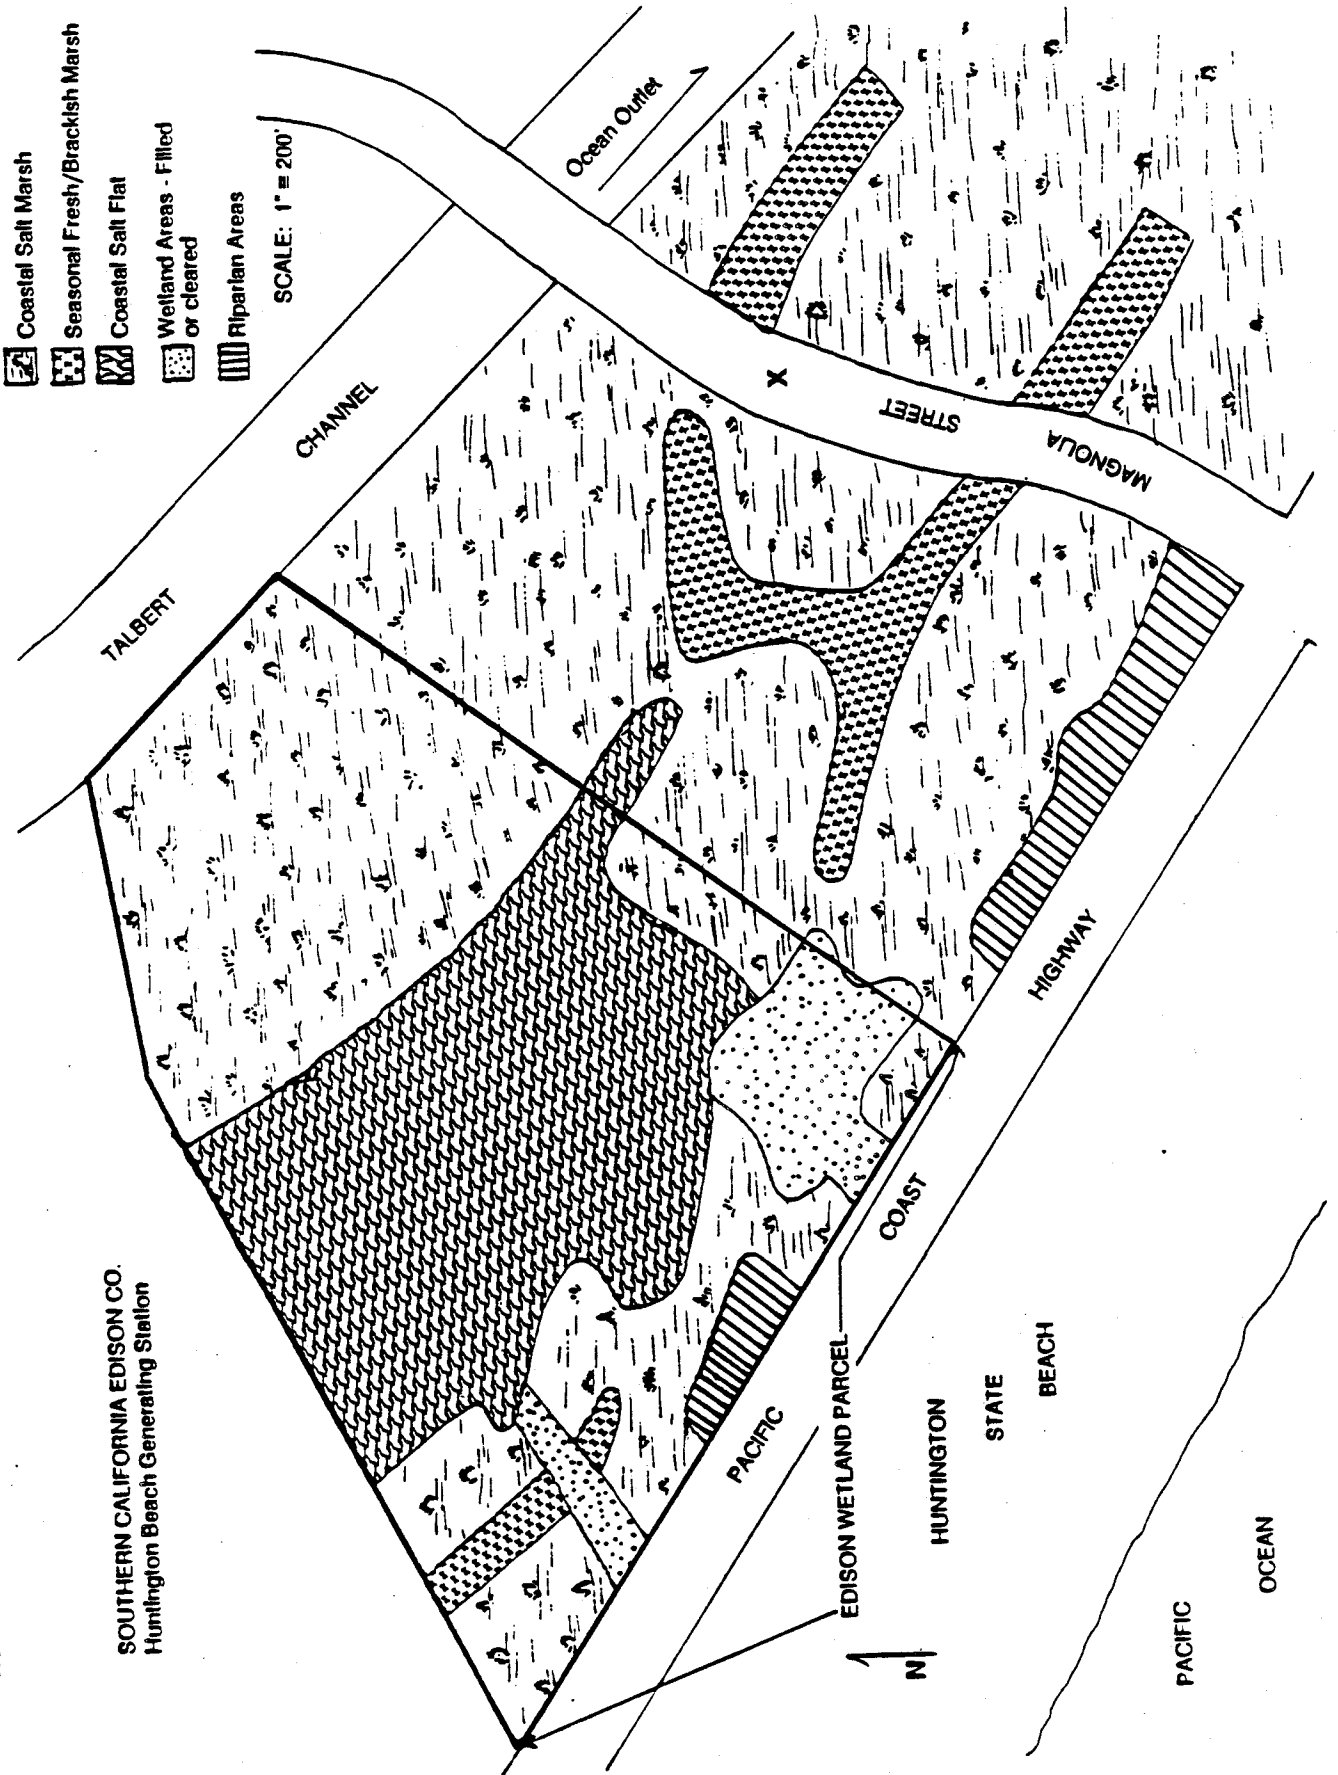 Coastal Salt Marsh
Seasonal Fresh/Brackish Marsh
Coastal Salt Flat
Wetland Areas - Filled
or cleared
Riparian Areas
SCALE: 1" = 200'
SOUTHERN CALIFORNIA EDISON CO.
Huntington Beach Generating Station
TALBERT
CHANNEL
Ocean Outlet
X
MAGNOLIA
STREET
PACIFIC
COAST
HIGHWAY
EDISON WETLAND PARCEL
N
HUNTINGTON
STATE
BEACH
PACIFIC
OCEAN